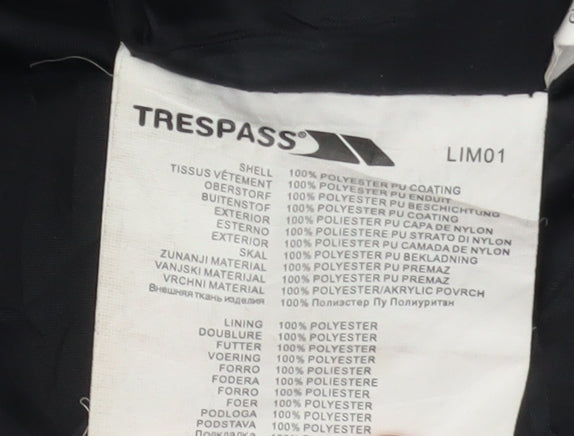 TRESPASS®
LIM01
SHELL 100% POLYESTER PU COATING
TISSUS VÊTEMENT 100% POLYESTER PU ENDUIT
OBERSTORF 100% POLYESTER PU BESCHICHTUNG
BUITENSTOF 100% POLYESTER PU COATING
EXTERIOR 100% POLIESTER PU CAPA DE NYLON
ESTERNO 100% POLIESTERE PU STRATO DI NYLON
EXTERIOR 100% POLIESTER PU CAMADA DE NYLON
SKAL 100% POLYESTER PU BEKLADNING
ZUNANJI MATERIAL 100% POLYESTER PU PREMAZ
VANJSKI MATERIJAL 100% POLYESTER PU PREMAZ
VRCHNI MATERIAL 100% POLYESTER/AKRYLIC POVRCH
Внешняя ткань изделия 100% Полиэстер Пу Полиуритан
LINING 100% POLYESTER
DOUBLURE 100% POLYESTER
FUTTER 100% POLYESTER
VOERING 100% POLYESTER
FORRO 100% POLIESTER
FODERA 100% POLIESTERE
FORRO 100% POLIESTER
FOER 100% POLYESTER
PODLOGA 100% POLYESTER
PODSTAVA 100% POLYESTER
Подкладка